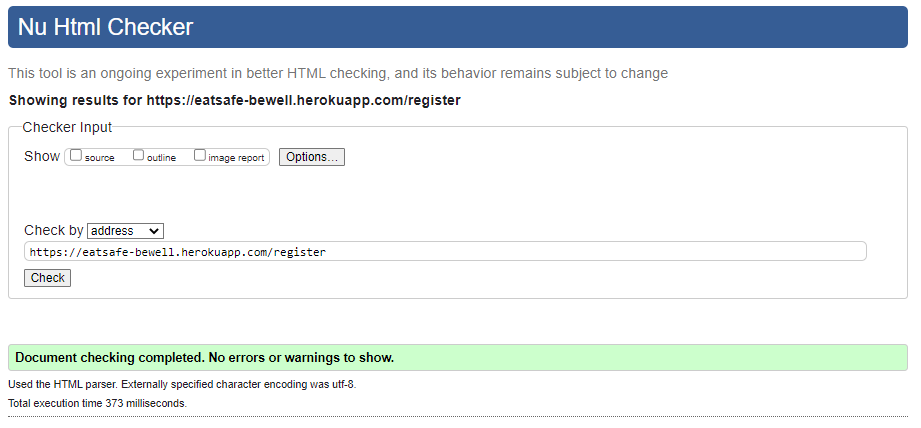 Nu Html Checker
This tool is an ongoing experiment in better HTML checking, and its behavior remains subject to change
Showing results for https://eatsafe-bewell.herokuapp.com/register
Checker Input
Show source outline image report Options...
Check by address
https://eatsafe-bewell.herokuapp.com/register
Check
Document checking completed. No errors or warnings to show.
Used the HTML parser. Externally specified character encoding was utf-8.
Total execution time 373 milliseconds.